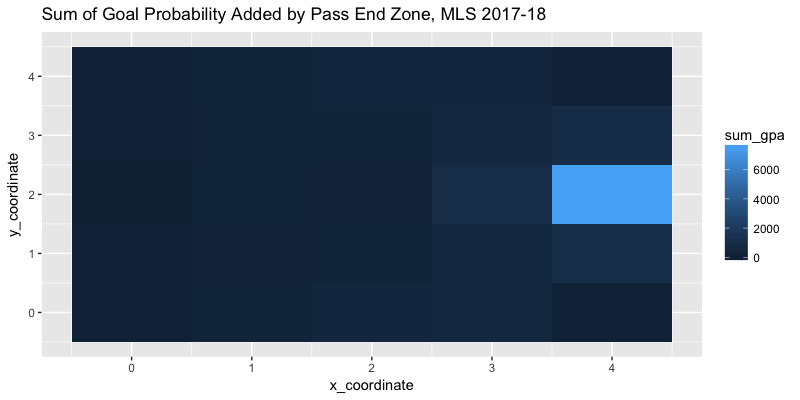 Sum of Goal Probability Added by Pass End Zone, MLS 2017-18
4
3
2
1
0
y_coordinate
0 1 2 3 4
x_coordinate
sum_gpa
6000
4000
2000
0